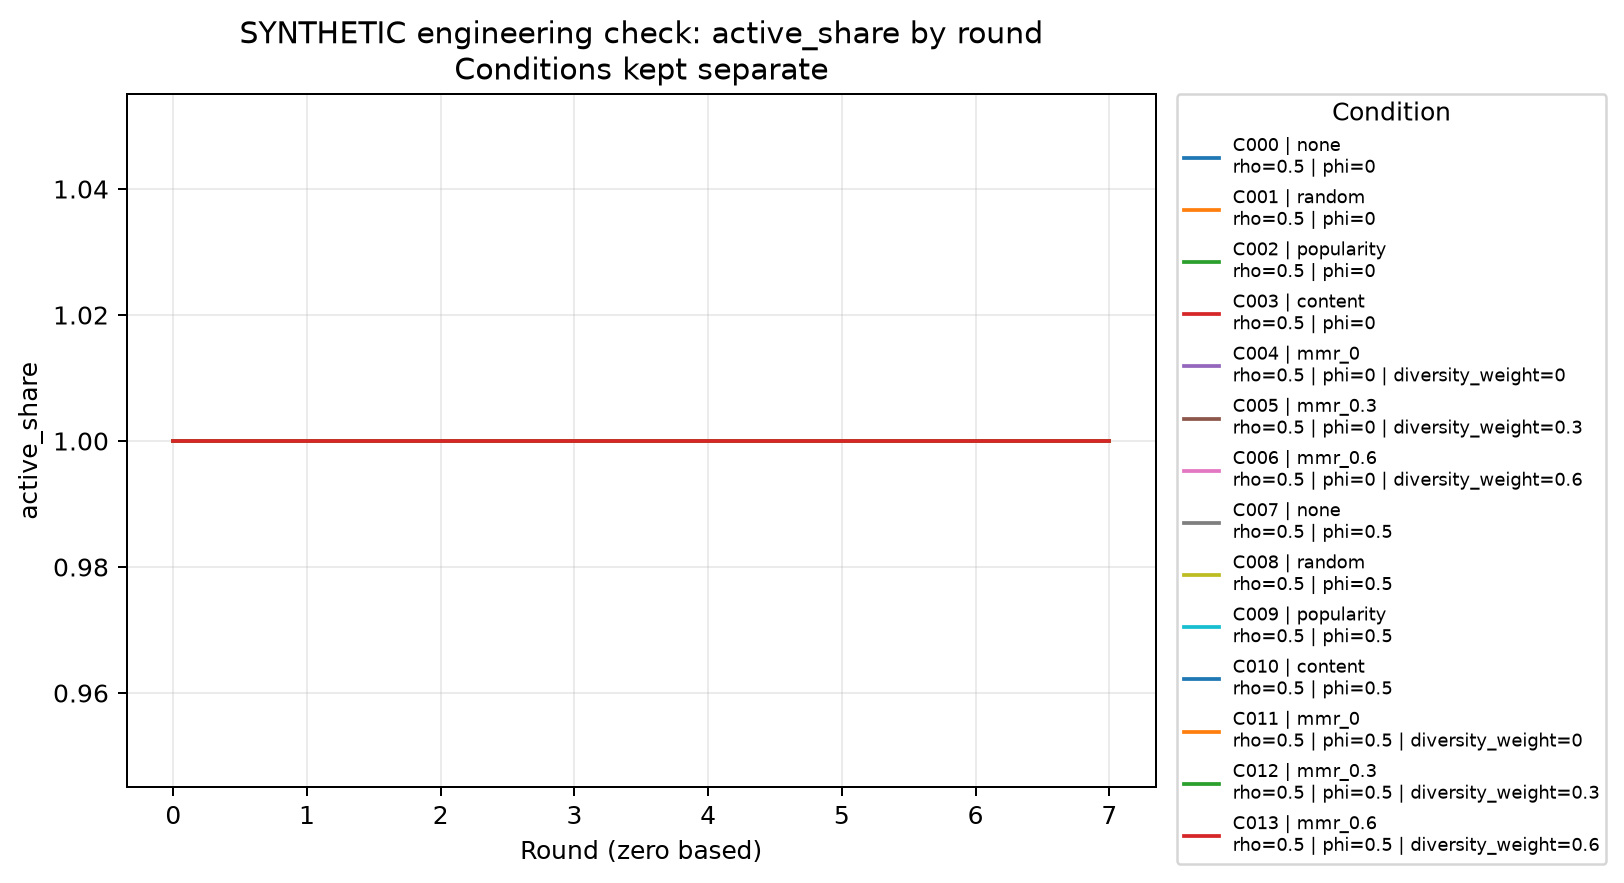 SYNTHETIC engineering check: active_share by round
Conditions kept separate
1.04
1.02
1.00
0.98
0.96
active_share
0
1
2
3
4
5
6
7
Round (zero based)
Condition
C000 | none
rho=0.5 | phi=0
C001 | random
rho=0.5 | phi=0
C002 | popularity
rho=0.5 | phi=0
C003 | content
rho=0.5 | phi=0
C004 | mmr_0
rho=0.5 | phi=0 | diversity_weight=0
C005 | mmr_0.3
rho=0.5 | phi=0 | diversity_weight=0.3
C006 | mmr_0.6
rho=0.5 | phi=0 | diversity_weight=0.6
C007 | none
rho=0.5 | phi=0.5
C008 | random
rho=0.5 | phi=0.5
C009 | popularity
rho=0.5 | phi=0.5
C010 | content
rho=0.5 | phi=0.5
C011 | mmr_0
rho=0.5 | phi=0.5 | diversity_weight=0
C012 | mmr_0.3
rho=0.5 | phi=0.5 | diversity_weight=0.3
C013 | mmr_0.6
rho=0.5 | phi=0.5 | diversity_weight=0.6